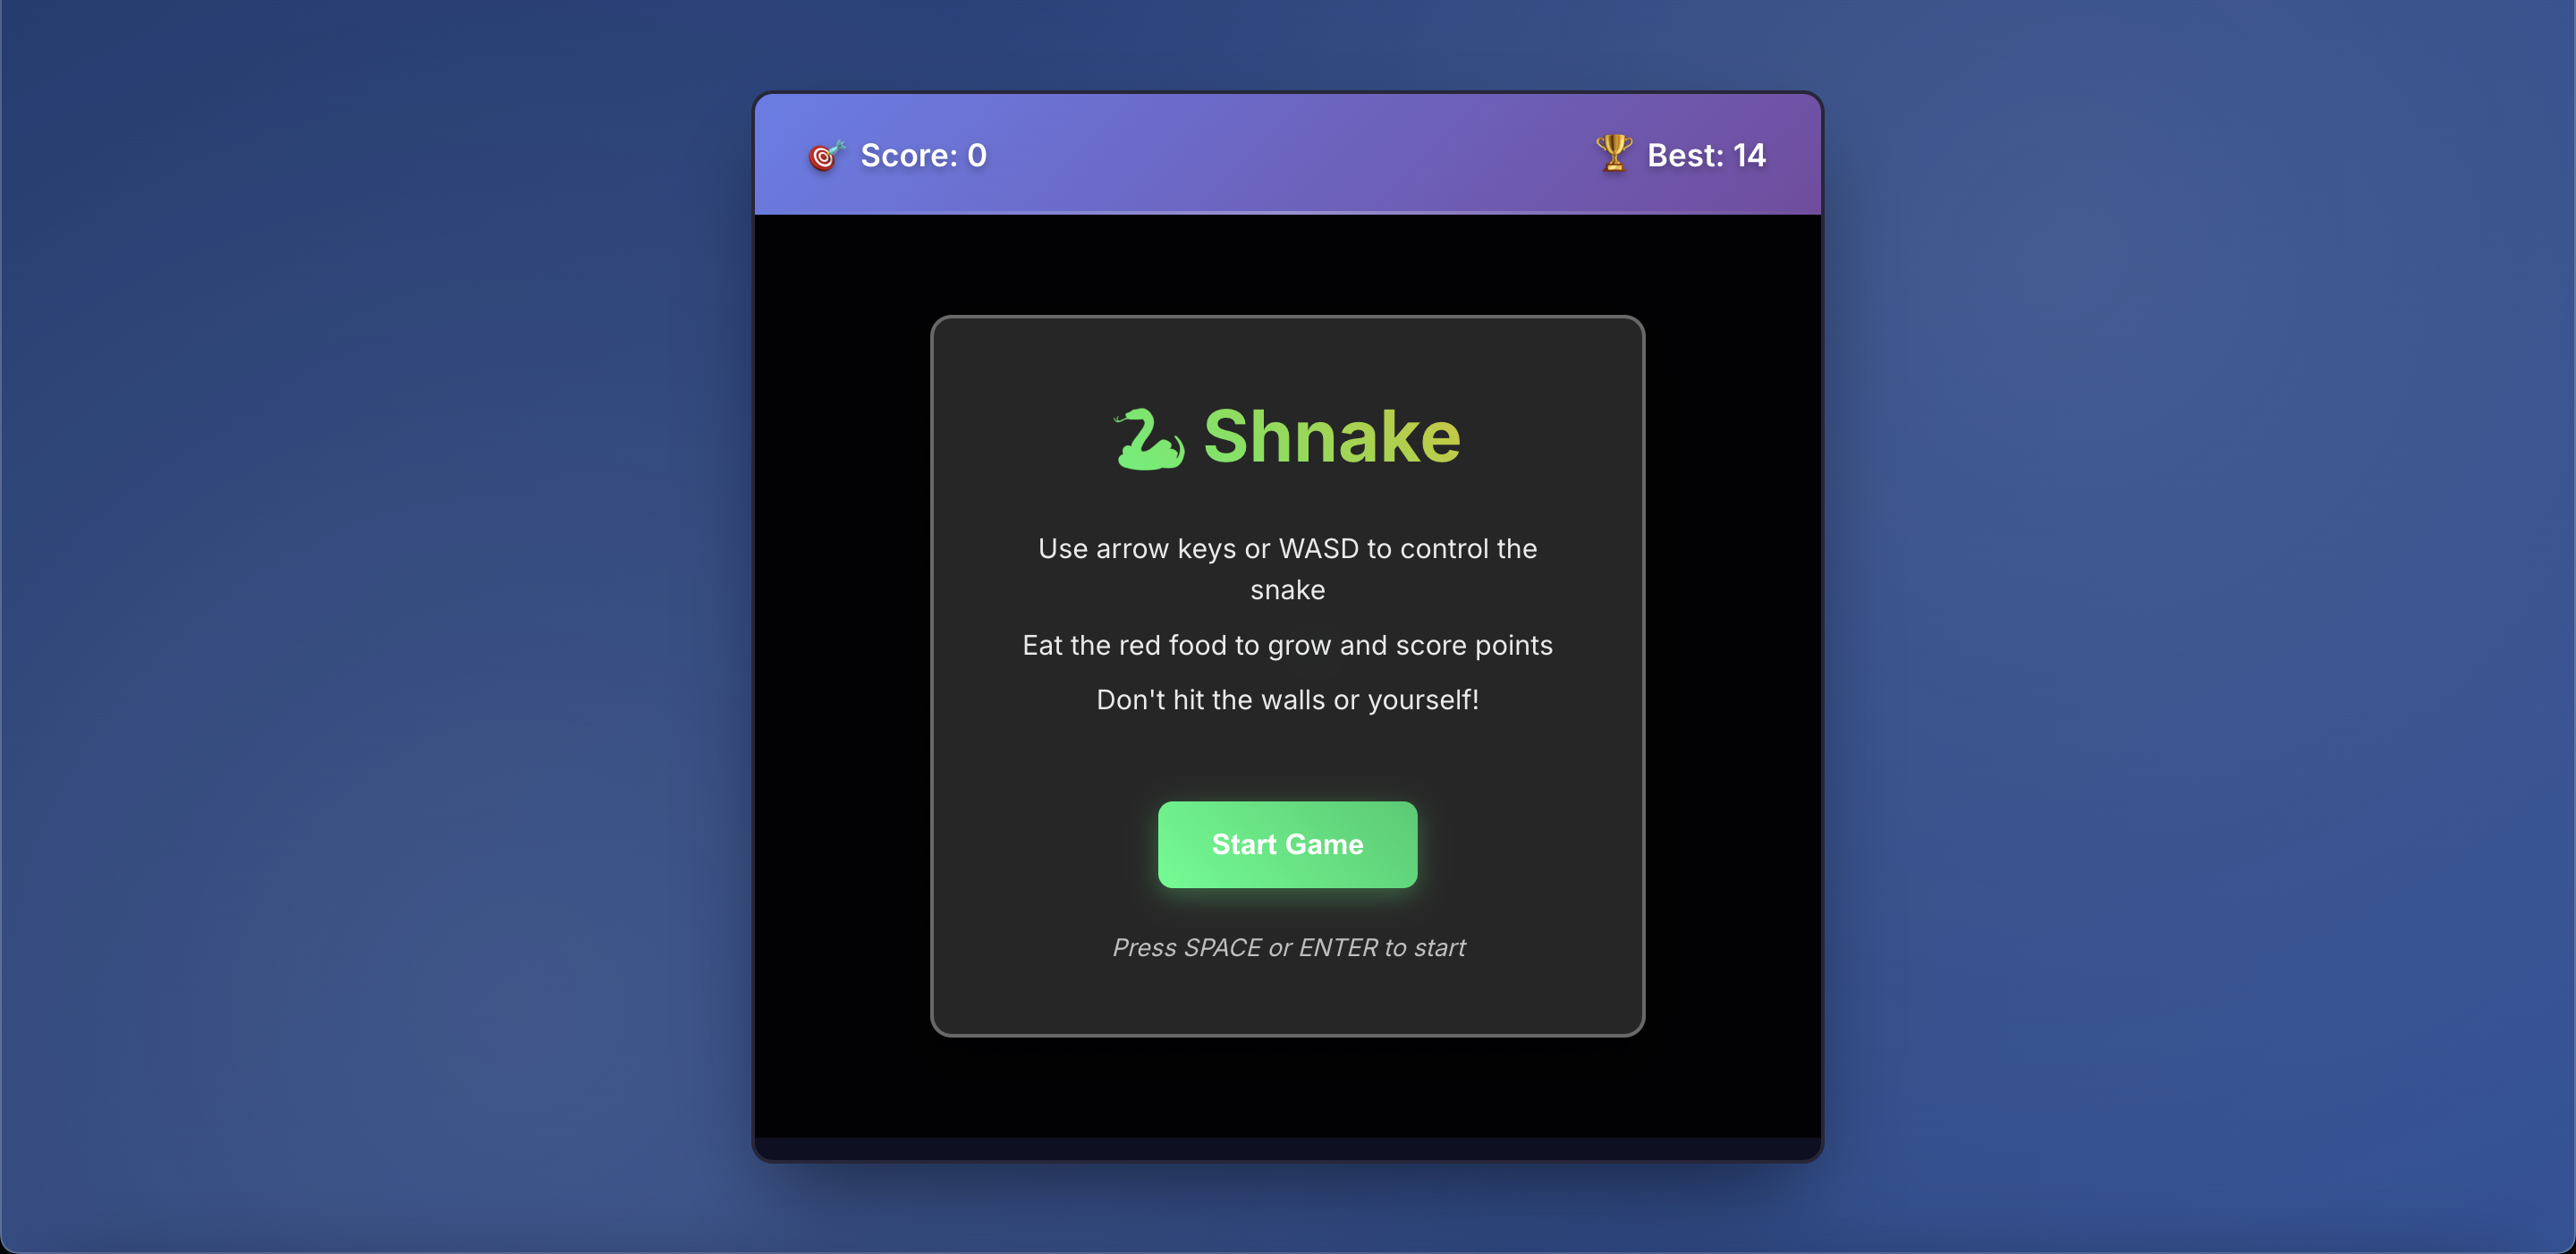 Score: 0
Best: 14
Shnake
Use arrow keys or WASD to control the
snake
Eat the red food to grow and score points
Don't hit the walls or yourself!
Start Game
Press SPACE or ENTER to start